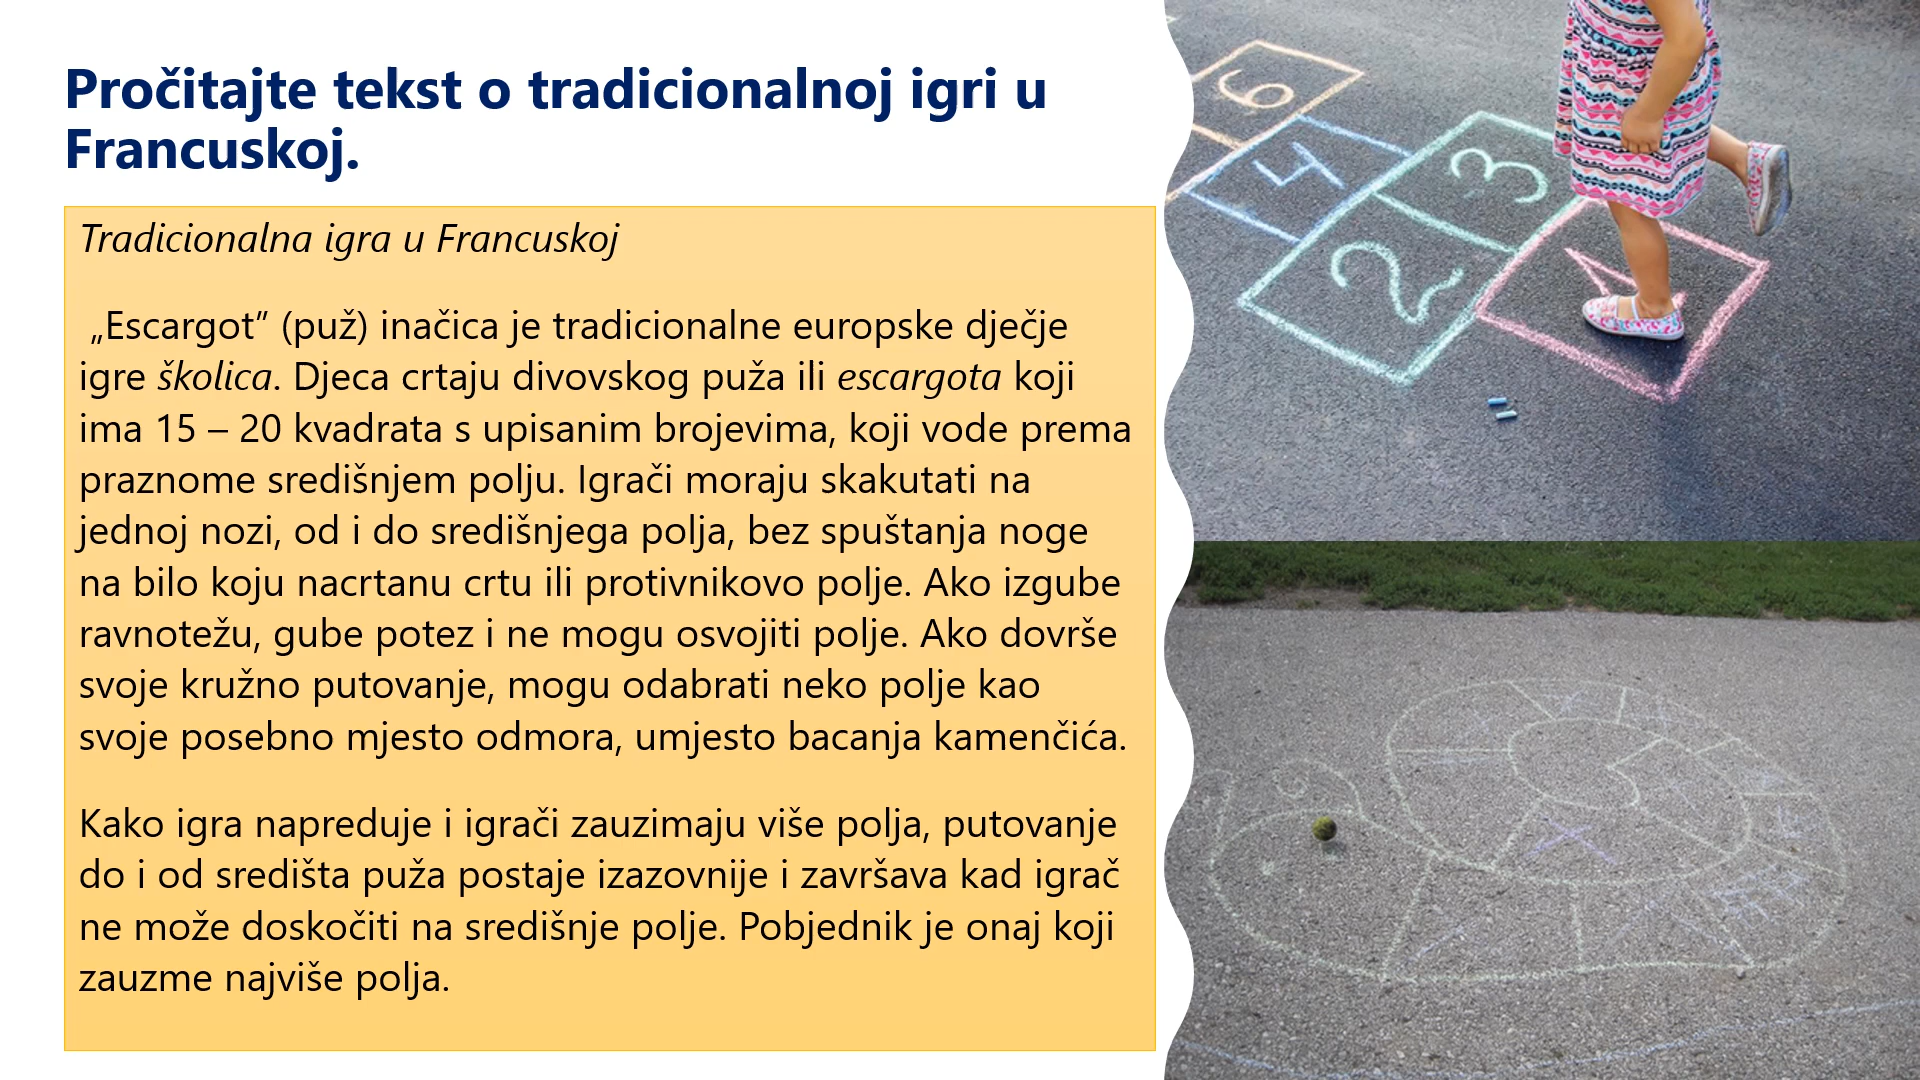 Pročitajte tekst o tradicionalnoj igri u
Francuskoj.
Tradicionalna igra u Francuskoj
„Escargot” (puž) inačica je tradicionalne europske dječje
igre školica. Djeca crtaju divovskog puža ili escargota koji
ima 15 – 20 kvadrata s upisanim brojevima, koji vode prema
praznome središnjem polju. Igrači moraju skakutati na
jednoj nozi, od i do središnjega polja, bez spuštanja noge
na bilo koju nacrtanu crtu ili protivnikovo polje. Ako izgube
ravnotežu, gube potez i ne mogu osvojiti polje. Ako dovrše
svoje kružno putovanje, mogu odabrati neko polje kao
svoje posebno mjesto odmora, umjesto bacanja kamenčića.
Kako igra napreduje i igrači zauzimaju više polja, putovanje
do i od središta puža postaje izazovnije i završava kad igrač
ne može doskočiti na središnje polje. Pobjednik je onaj koji
zauzme najviše polja.
6
4
3
2
1